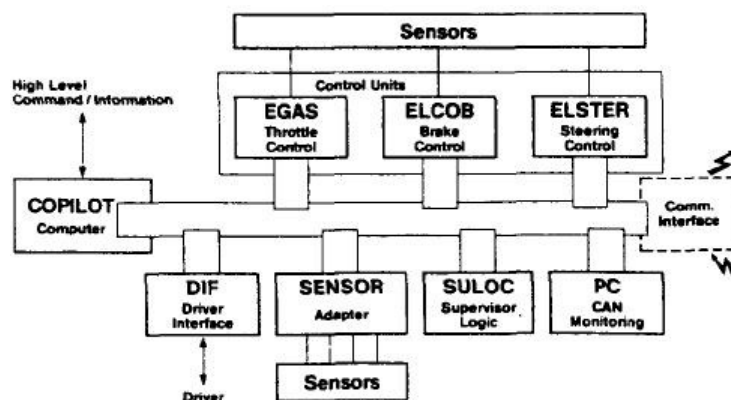 Sensors
High Level
Command / Information
Control Units
EGAS
Throttle
Control
ELCOB
Brake
Control
ELSTER
Steering
Control
COPILOT
Computer
Comm.
Interface
DIF
Driver
Interface
SENSOR
Adapter
SULOC
Supervisor
Logic
PC
CAN
Monitoring
Sensors
Driver